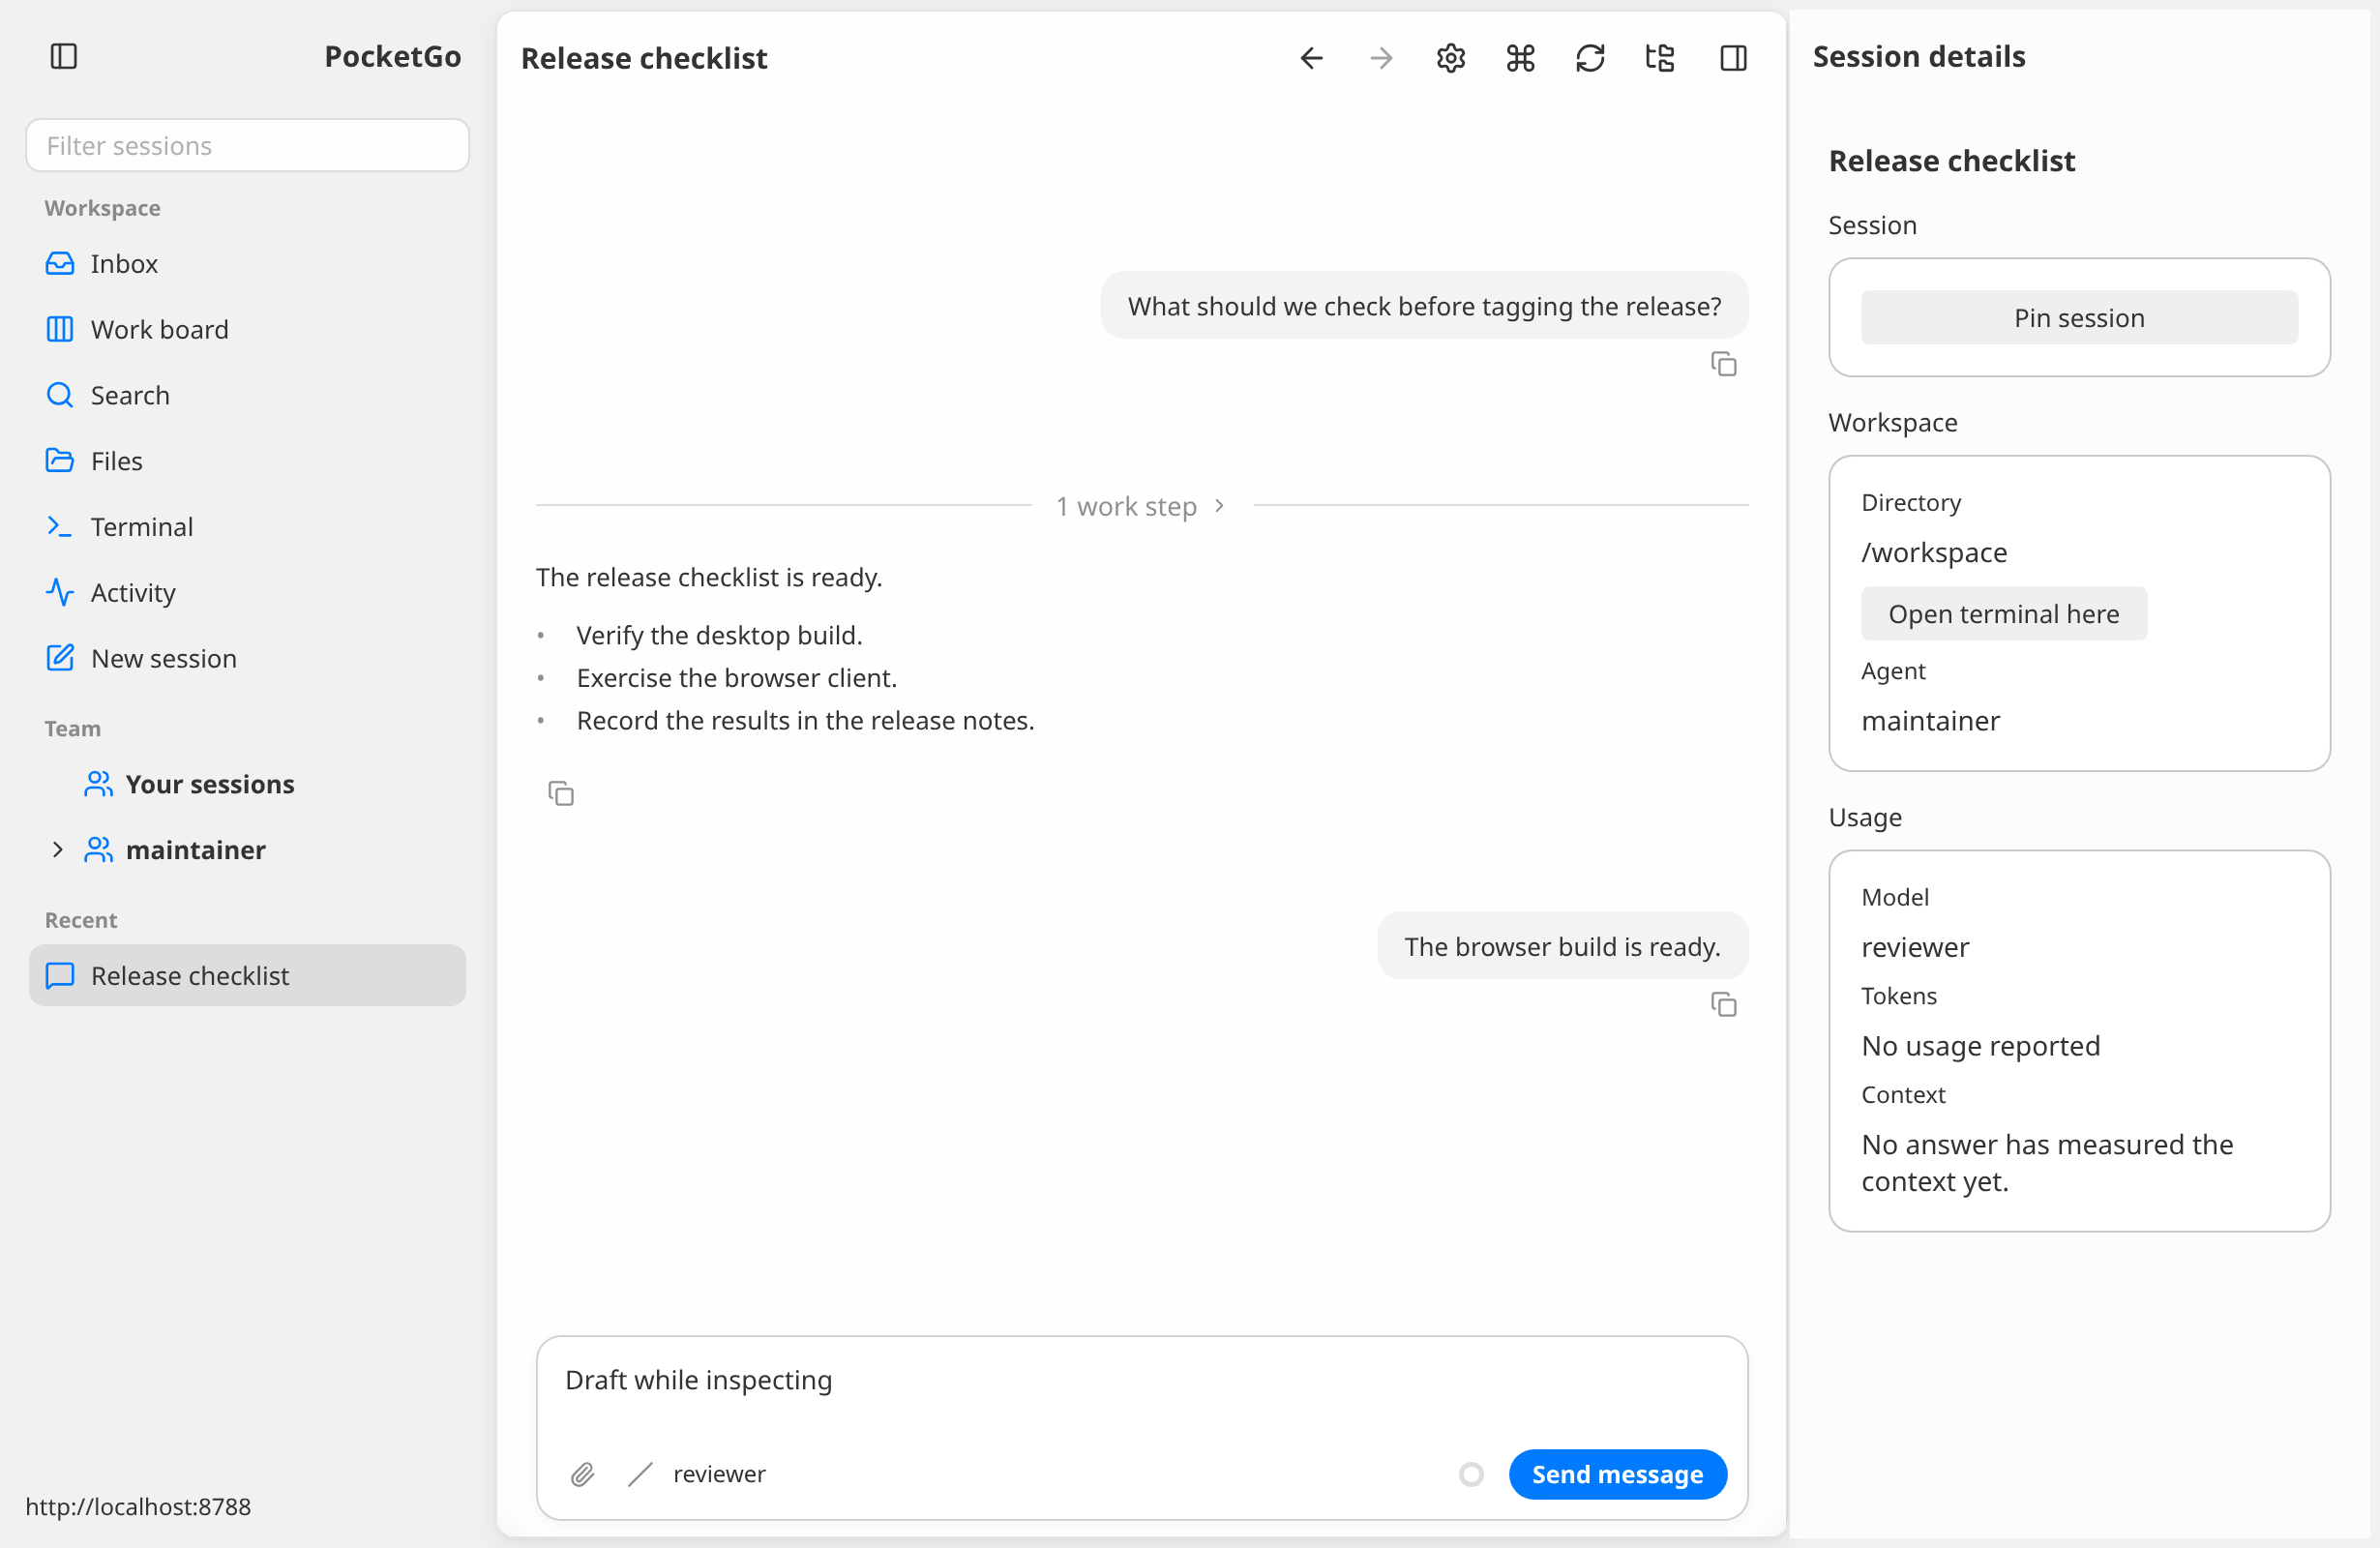 PocketGo
Filter sessions
Workspace
Inbox
Work board
Search
Files
Terminal
Activity
New session
Team
Your sessions
maintainer
Recent
Release checklist
http://localhost:8788
Release checklist
What should we check before tagging the release?
1 work step
The release checklist is ready.
• Verify the desktop build.
• Exercise the browser client.
• Record the results in the release notes.
The browser build is ready.
Draft while inspecting
reviewer
Send message
Session details
Release checklist
Session
Pin session
Workspace
Directory
/workspace
Open terminal here
Agent
maintainer
Usage
Model
reviewer
Tokens
No usage reported
Context
No answer has measured the
context yet.